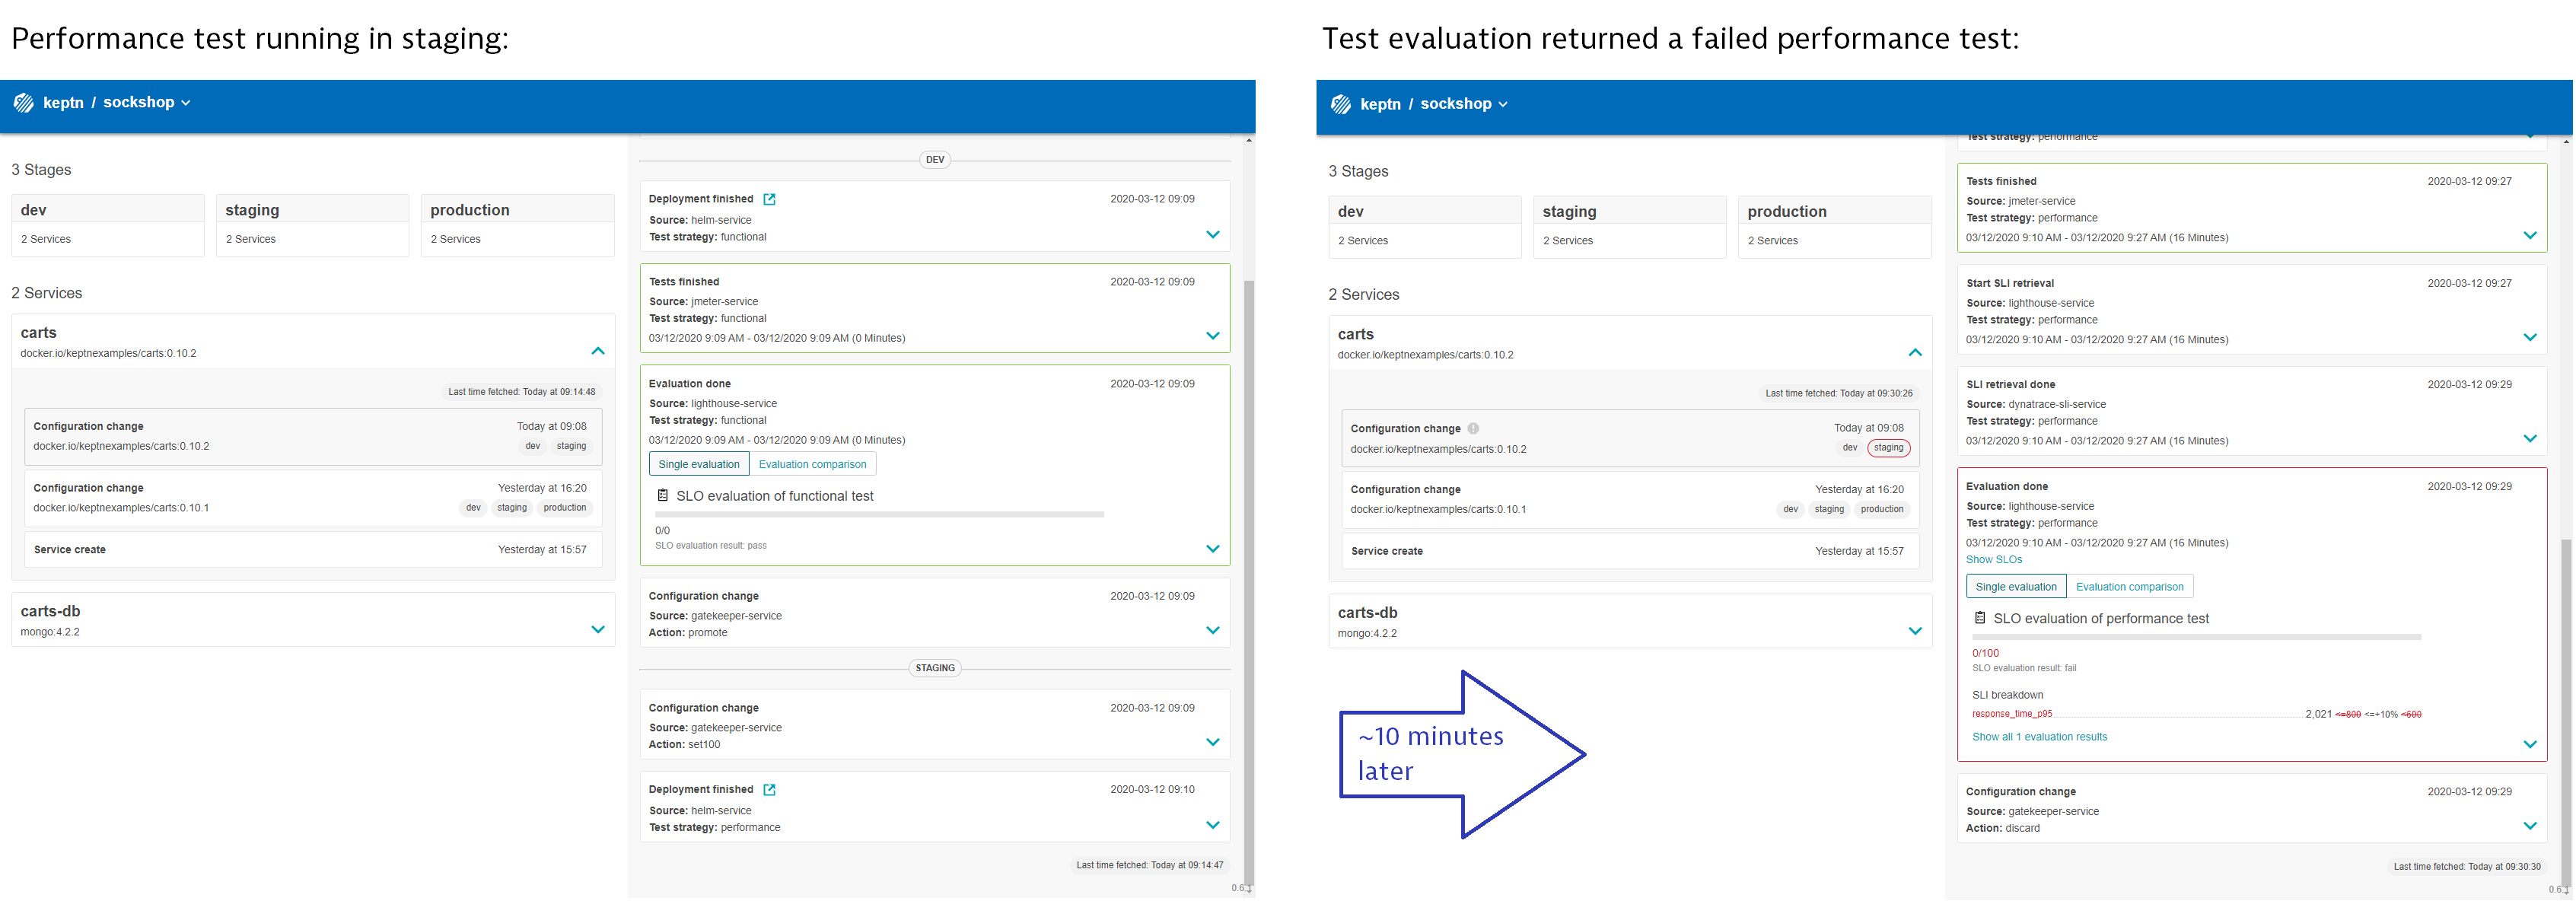 Performance test running in staging:
keptn / sockshop
3 Stages
dev
2 Services
staging
2 Services
production
2 Services
2 Services
carts
docker.io/keptnexamples/carts:0.10.2
Last time fetched: Today at 09:14:48
Configuration change Today at 09:08
docker.io/keptnexamples/carts:0.10.2 dev staging
Configuration change Yesterday at 16:20
docker.io/keptnexamples/carts:0.10.1 dev staging production
Service create Yesterday at 15:57
carts-db
mongo:4.2.2
DEV
Deployment finished 2020-03-12 09:09
Source: helm-service
Test strategy: functional
Tests finished 2020-03-12 09:09
Source: jmeter-service
Test strategy: functional
03/12/2020 9:09 AM - 03/12/2020 9:09 AM (0 Minutes)
Evaluation done 2020-03-12 09:09
Source: lighthouse-service
Test strategy: functional
03/12/2020 9:09 AM - 03/12/2020 9:09 AM (0 Minutes)
Single evaluation Evaluation comparison
SLO evaluation of functional test
0/0
SLO evaluation result: pass
Configuration change 2020-03-12 09:09
Source: gatekeeper-service
Action: promote
STAGING
Configuration change 2020-03-12 09:09
Source: gatekeeper-service
Action: set100
Deployment finished 2020-03-12 09:10
Source: helm-service
Test strategy: performance
Last time fetched: Today at 09:14:47
0.6.1
Test evaluation returned a failed performance test:
keptn / sockshop
3 Stages
dev
2 Services
staging
2 Services
production
2 Services
2 Services
carts
docker.io/keptnexamples/carts:0.10.2
Last time fetched: Today at 09:30:26
Configuration change Today at 09:08
docker.io/keptnexamples/carts:0.10.2 dev staging
Configuration change Yesterday at 16:20
docker.io/keptnexamples/carts:0.10.1 dev staging production
Service create Yesterday at 15:57
carts-db
mongo:4.2.2
~10 minutes
later
Test strategy: performance
Tests finished 2020-03-12 09:27
Source: jmeter-service
Test strategy: performance
03/12/2020 9:10 AM - 03/12/2020 9:27 AM (16 Minutes)
Start SLI retrieval 2020-03-12 09:27
Source: lighthouse-service
Test strategy: performance
03/12/2020 9:10 AM - 03/12/2020 9:27 AM (16 Minutes)
SLI retrieval done 2020-03-12 09:29
Source: dynatrace-sli-service
Test strategy: performance
03/12/2020 9:10 AM - 03/12/2020 9:27 AM (16 Minutes)
Evaluation done 2020-03-12 09:29
Source: lighthouse-service
Test strategy: performance
03/12/2020 9:10 AM - 03/12/2020 9:27 AM (16 Minutes)
Show SLOs
Single evaluation Evaluation comparison
SLO evaluation of performance test
0/100
SLO evaluation result: fail
SLI breakdown
response_time_p95 2,021 <=800 <=+10% <600
Show all 1 evaluation results
Configuration change 2020-03-12 09:29
Source: gatekeeper-service
Action: discard
Last time fetched: Today at 09:30:30
0.6.1